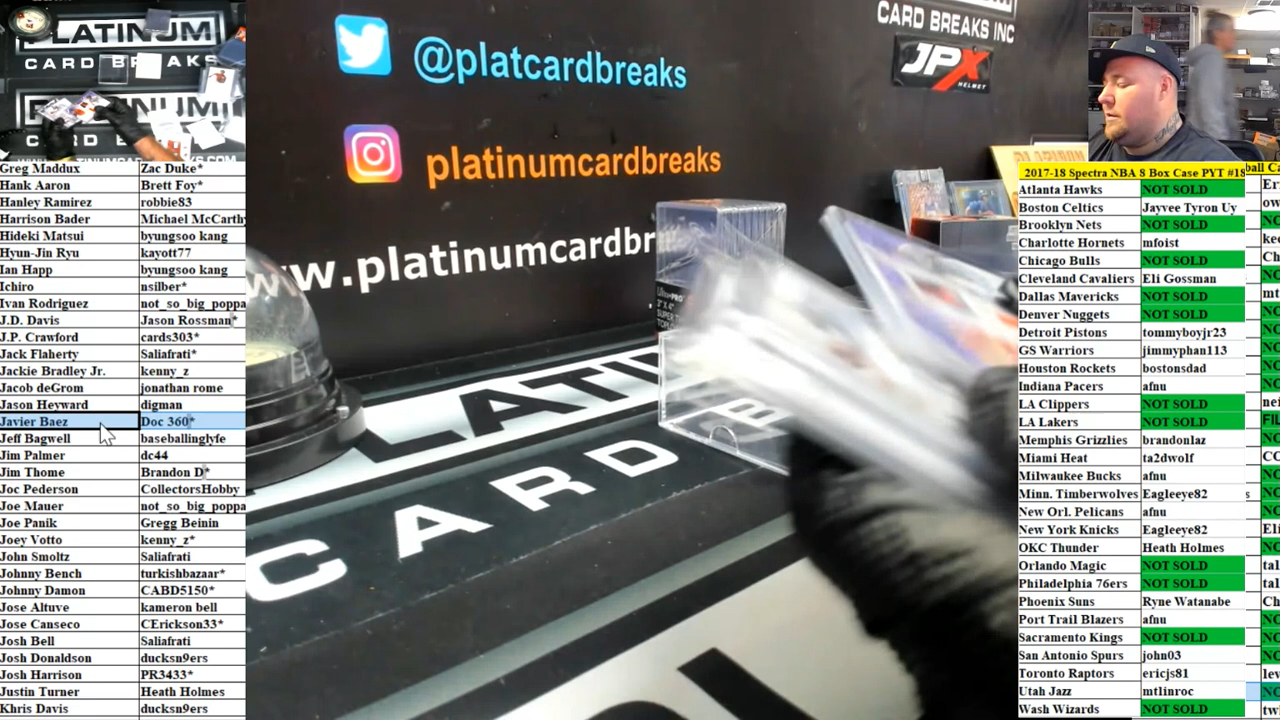 PLATINUM
CARD BREAKS
PLATINUM
Greg Maddux Zac Duke*
Hank Aaron Brett Foy*
Hanley Ramirez robbie83
Harrison Bader Michael McCarthy
Hideki Matsui byungsoo kang
Hyun-Jin Ryu kayott77
Ian Happ byungsoo kang
Ichiro nsilber*
Ivan Rodriguez not_so_big_poppa
J.D. Davis Jason Rossman*
J.P. Crawford cards303*
Jack Flaherty Saliafrati*
Jackie Bradley Jr. kenny_z
Jacob deGrom jonathan rome
Jason Heyward digman
Javier Baez Doc 360*
Jeff Bagwell baseballinglyfe
Jim Palmer dc44
Jim Thome Brandon D*
Joc Pederson CollectorsHobby
Joe Mauer not_so_big_poppa
Joe Panik Gregg Beinin
Joey Votto kenny_z*
John Smoltz Saliafrati
Johnny Bench turkishbazaar*
Johnny Damon CABD5150*
Jose Altuve kameron bell
Jose Canseco CErickson33*
Josh Bell Saliafrati
Josh Donaldson ducksn9ers
Josh Harrison PR3433*
Justin Turner Heath Holmes
Khris Davis ducksn9ers
@platcardbreaks
platinumcardbreaks
www.platinumcardbr
CARD BREAKS INC
JPX
HELMET
PLATI
CARD B
2017-18 Spectra NBA 8 Box Case PYT #18
Atlanta Hawks NOT SOLD
Boston Celtics Jayvee Tyron Uy
Brooklyn Nets NOT SOLD
Charlotte Hornets mfoist
Chicago Bulls NOT SOLD
Cleveland Cavaliers Eli Gossman
Dallas Mavericks NOT SOLD
Denver Nuggets NOT SOLD
Detroit Pistons tommyboyjr23
GS Warriors jimmyphan113
Houston Rockets bostonsdad
Indiana Pacers afnu
LA Clippers NOT SOLD
LA Lakers NOT SOLD
Memphis Grizzlies brandonlaz
Miami Heat ta2dwolf
Milwaukee Bucks afnu
Minn. Timberwolves Eagleeye82
New Orl. Pelicans afnu
New York Knicks Eagleeye82
OKC Thunder Heath Holmes
Orlando Magic NOT SOLD
Philadelphia 76ers NOT SOLD
Phoenix Suns Ryne Watanabe
Port Trail Blazers afnu
Sacramento Kings NOT SOLD
San Antonio Spurs john03
Toronto Raptors ericjs81
Utah Jazz mtlinroc
Wash Wizards NOT SOLD